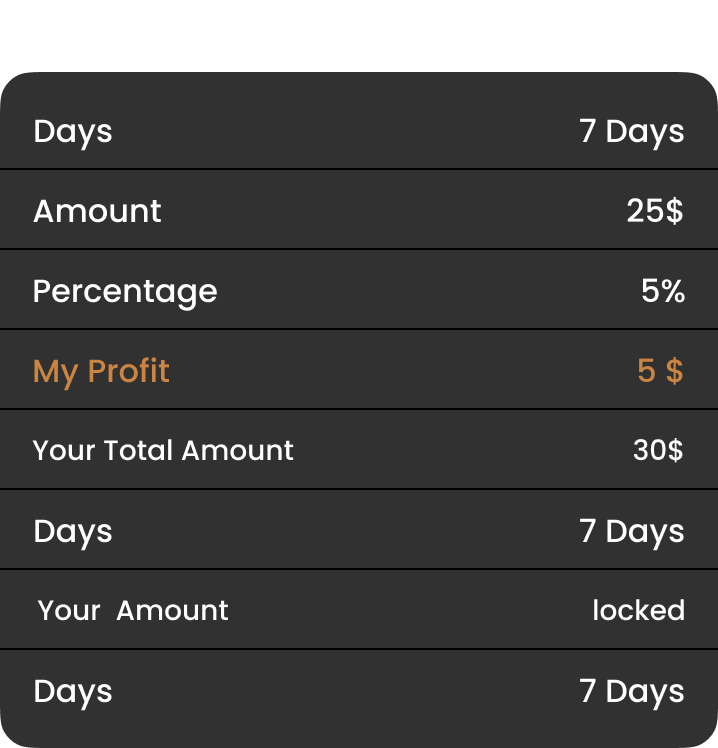 Days 7 Days
Amount 25$
Percentage 5%
My Profit 5 $
Your Total Amount 30$
Days 7 Days
Your Amount locked
Days 7 Days